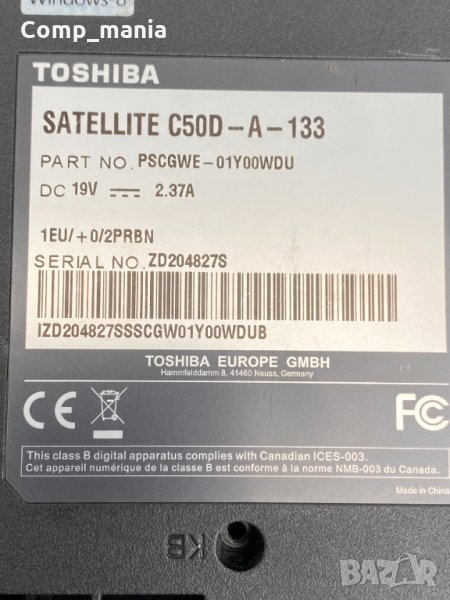 Windows 8
Comp_mania
TOSHIBA
SATELLITE C50D-A-133
PART NO. PSCGWE-01Y00WDU
DC 19V 2.37A
1EU/+0/2PRBN
SERIAL NO. ZD204827S
IZD204827SSSCGW01Y00WDUB
TOSHIBA EUROPE GMBH
Hammfelddamm 8, 41460 Neuss, Germany
CE
FC
This class B digital apparatus complies with Canadian ICES-003.
Cet appareil numérique de la classe B est conforme à la norme NMB-003 du Canada.
Made in China
KB
BAZAR